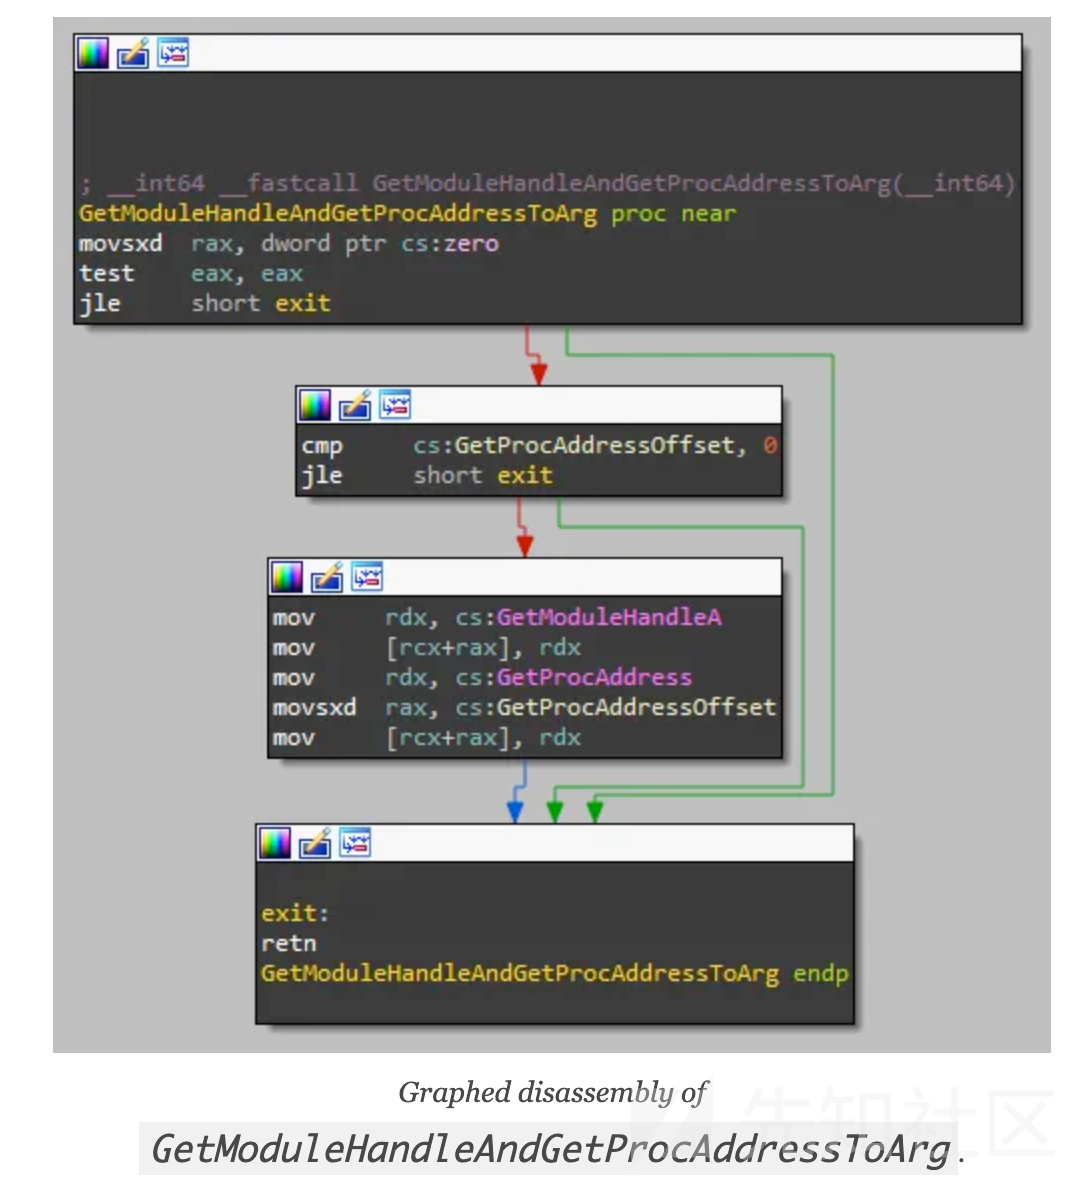 ; __int64 __fastcall GetModuleHandleAndGetProcAddressToArg(__int64)
GetModuleHandleAndGetProcAddressToArg proc near
movsxd rax, dword ptr cs:zero
test eax, eax
jle short exit
cmp cs:GetProcAddressOffset, 0
jle short exit
mov rdx, cs:GetModuleHandleA
mov [rcx+rax], rdx
mov rdx, cs:GetProcAddress
movsxd rax, cs:GetProcAddressOffset
mov [rcx+rax], rdx
exit:
retn
GetModuleHandleAndGetProcAddressToArg endp
Graphed disassembly of
GetModuleHandleAndGetProcAddressToArg.
先知社区